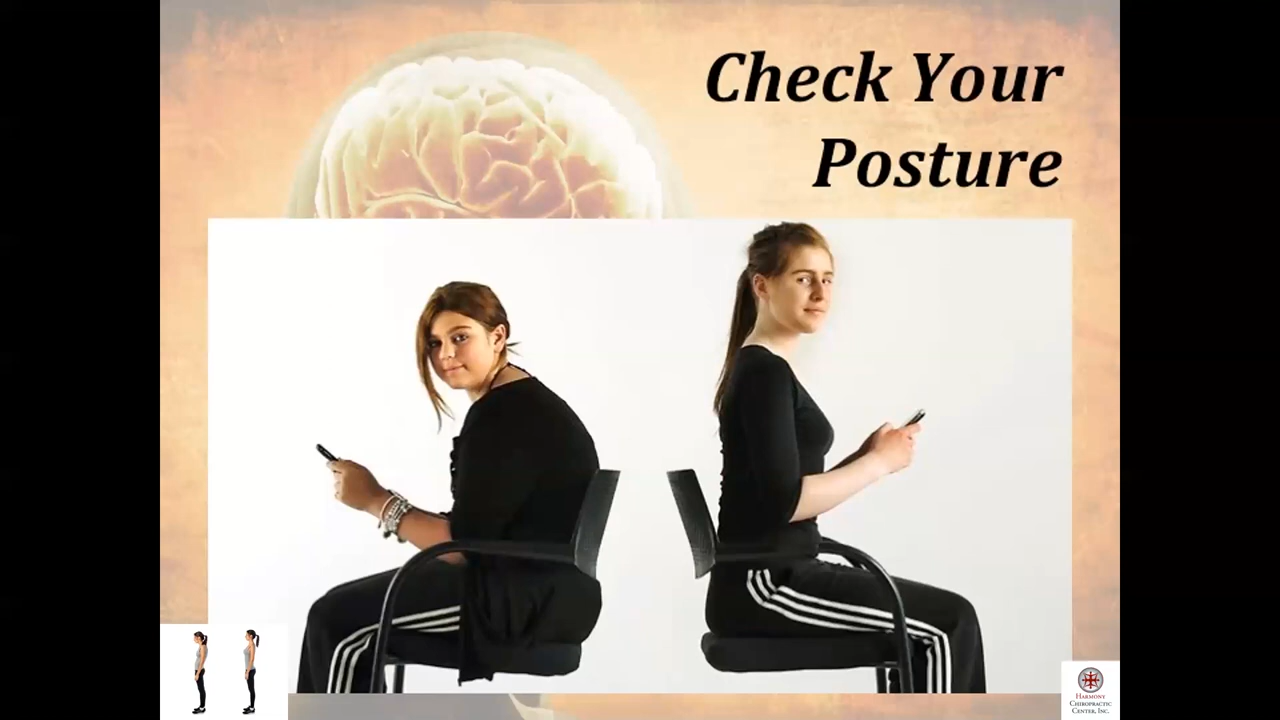 Check Your
Posture
HARMONY
CHIROPRACTIC
CENTER, INC.